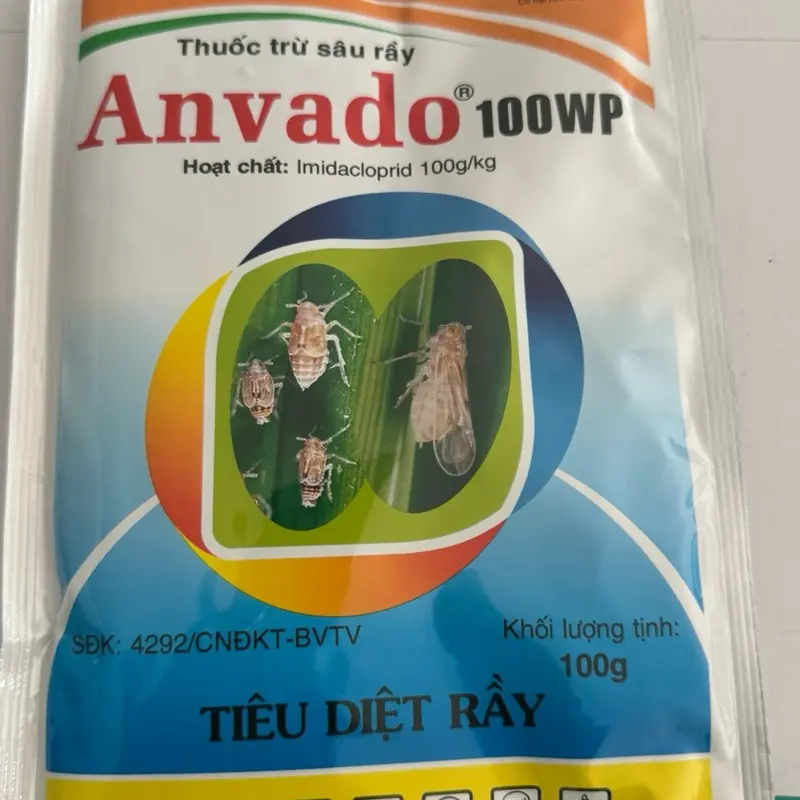 Thuốc trừ sâu rầy
Anvado® 100WP
Hoạt chất: Imidacloprid 100g/kg
SĐK: 4292/CNĐKT-BVTV
Khối lượng tịnh:
100g
TIÊU DIỆT RẦY